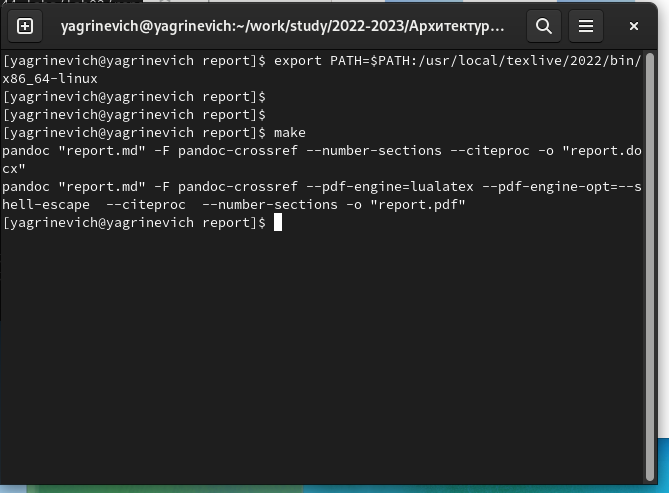 yagrinevich@yagrinevich:~/work/study/2022-2023/Архитектур…
[yagrinevich@yagrinevich report]$ export PATH=$PATH:/usr/local/texlive/2022/bin/
x86_64-linux
[yagrinevich@yagrinevich report]$
[yagrinevich@yagrinevich report]$
[yagrinevich@yagrinevich report]$ make
pandoc "report.md" -F pandoc-crossref --number-sections --citeproc -o "report.do
cx"
pandoc "report.md" -F pandoc-crossref --pdf-engine=lualatex --pdf-engine-opt=--s
hell-escape  --citeproc  --number-sections -o "report.pdf"
[yagrinevich@yagrinevich report]$